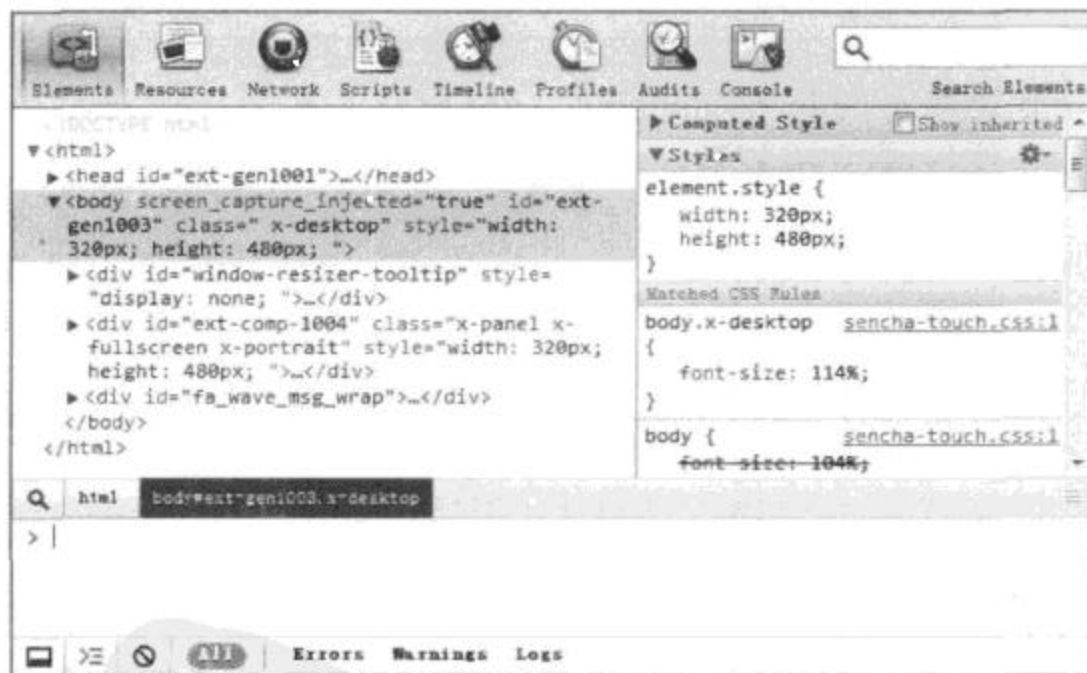 Elements Resources Network Scripts Timeline Profiles Audits Console Search Elements
<!DOCTYPE html>
▼<html>
▶<head id="ext-gen1001">…</head>
▼<body screen_capture_injected="true" id="ext-
gen1003" class=" x-desktop" style="width:
320px; height: 480px; ">
▶<div id="window-resizer-tooltip" style=
"display: none; ">…</div>
▶<div id="ext-comp-1004" class="x-panel x-
fullscreen x-portrait" style="width: 320px;
height: 480px; ">…</div>
▶<div id="fa_wave_msg_wrap">…</div>
</body>
</html>
▶Computed Style Show inherited
▼Styles
element.style {
width: 320px;
height: 480px;
}
Matched CSS Rules
body.x-desktop sencha-touch.css:1
{
font-size: 114%;
}
body { sencha-touch.css:1
font-size: 104%;
html body#ext-gen1003.x-desktop
>
All Errors Warnings Logs